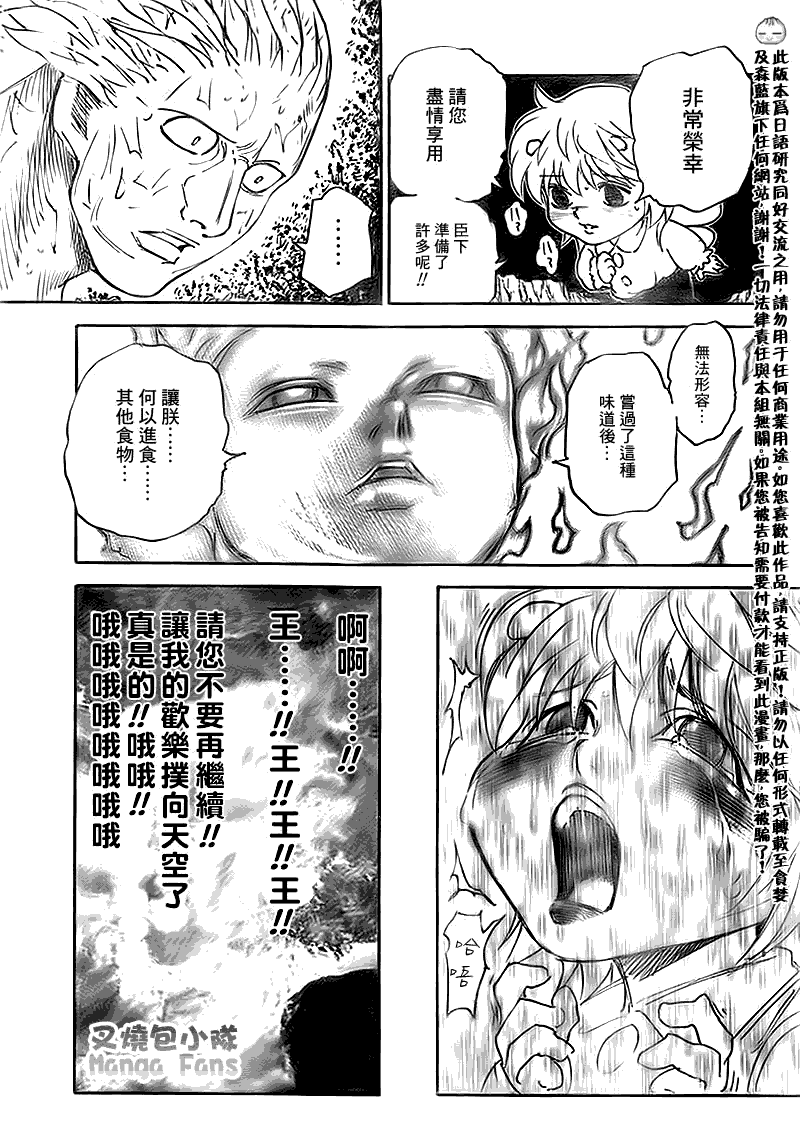 非常榮幸
請您
盡情享用
臣下
準備了
許多呢!!
……
無法形容…
嘗過了這種
味道後…
讓朕……
何以進食……
其他食物…
哈
唔
啊啊……!!
王……!!王!!王!!王!!
請您不要再繼續!!
讓我的歡樂撲向天空了
真是的!!哦哦!!
哦哦哦哦哦哦哦哦
叉燒包小隊
Manga Fans
此版本爲日語研究同好交流之用,請勿用于任何商業用途。如您喜歡此作品,請支持正版!請勿以任何形式轉載至貪婪
及森藍旗下任何網站,謝謝!一切法律責任與本組無關。如果您被告知需要付款才能看到此漫畫,那麼,您被騙了!